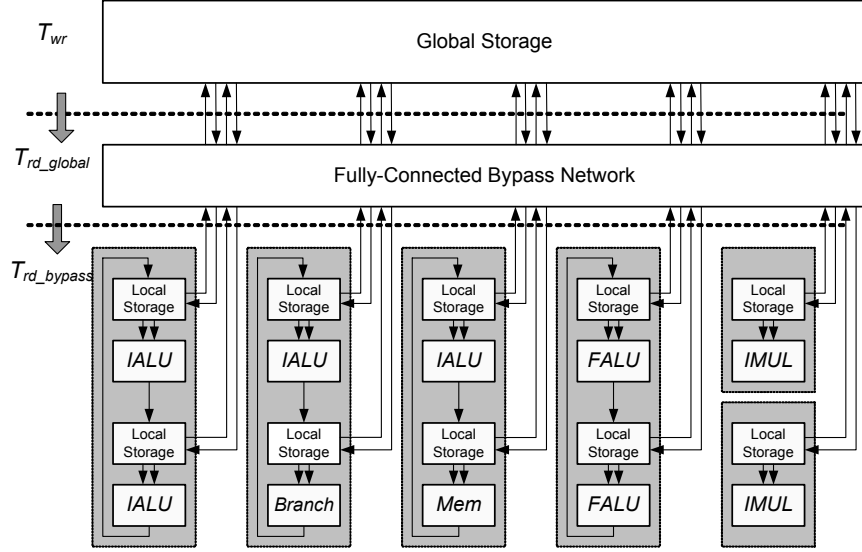 T_wr
Global Storage
T_rd_global
Fully-Connected Bypass Network
T_rd_bypass
Local
Storage
Local
Storage
Local
Storage
Local
Storage
Local
Storage
IALU
IALU
IALU
FALU
IMUL
Local
Storage
Local
Storage
Local
Storage
Local
Storage
Local
Storage
IALU
Branch
Mem
FALU
IMUL